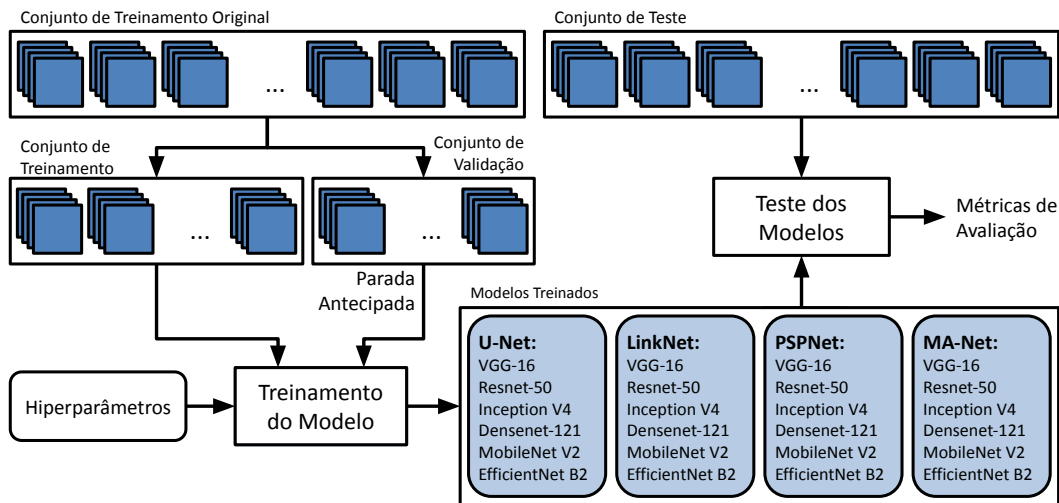 Conjunto de Treinamento Original
...
Conjunto de Teste
...
Conjunto de
Treinamento
...
Conjunto de
Validação
...
Parada
Antecipada
Teste dos
Modelos
Métricas de
Avaliação
Hiperparâmetros
Treinamento
do Modelo
Modelos Treinados
U-Net:
VGG-16
Resnet-50
Inception V4
Densenet-121
MobileNet V2
EfficientNet B2
LinkNet:
VGG-16
Resnet-50
Inception V4
Densenet-121
MobileNet V2
EfficientNet B2
PSPNet:
VGG-16
Resnet-50
Inception V4
Densenet-121
MobileNet V2
EfficientNet B2
MA-Net:
VGG-16
Resnet-50
Inception V4
Densenet-121
MobileNet V2
EfficientNet B2